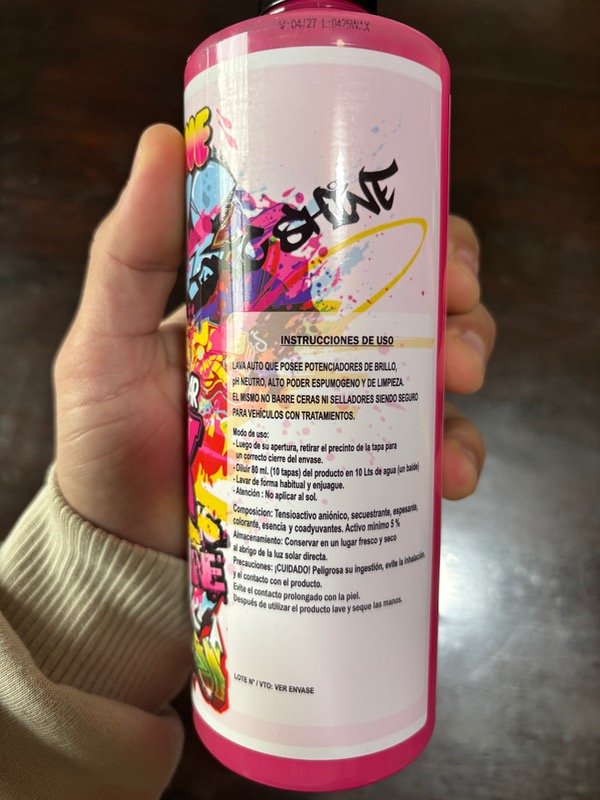 V:04/27 L:0425WAX
INSTRUCCIONES DE USO
LAVA AUTO QUE POSEE POTENCIADORES DE BRILLO,
pH NEUTRO, ALTO PODER ESPUMOGENO Y DE LIMPIEZA.
EL MISMO NO BARRE CERAS NI SELLADORES SIENDO SEGURO
PARA VEHÍCULOS CON TRATAMIENTOS.
Modo de uso:
- Luego de su apertura, retirar el precinto de la tapa para
un correcto cierre del envase.
- Diluir 80 ml. (10 tapas) del producto en 10 Lts de agua (un balde)
- Lavar de forma habitual y enjuague.
- Atención : No aplicar al sol.
Composicion: Tensioactivo aniónico, secuestrante, espesante,
colorante, esencia y coadyuvantes. Activo minimo 5 %
Almacenamiento: Conservar en un lugar fresco y seco
al abrigo de la luz solar directa.
Precauciones: ¡CUIDADO! Peligrosa su ingestión, evite la inhalación
y el contacto con el producto.
Evite el contacto prolongado con la piel.
Después de utilizar el producto lave y seque las manos.
LOTE N° / VTO: VER ENVASE